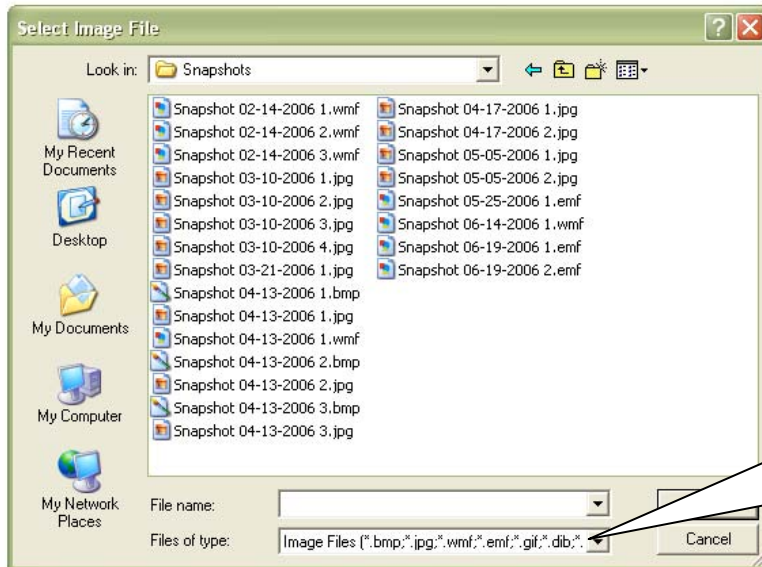 Select Image File
Look in:
Snapshots
My Recent
Documents
Desktop
My Documents
My Computer
My Network
Places
Snapshot 02-14-2006 1.wmf
Snapshot 02-14-2006 2.wmf
Snapshot 02-14-2006 3.wmf
Snapshot 03-10-2006 1.jpg
Snapshot 03-10-2006 2.jpg
Snapshot 03-10-2006 3.jpg
Snapshot 03-10-2006 4.jpg
Snapshot 03-21-2006 1.jpg
Snapshot 04-13-2006 1.bmp
Snapshot 04-13-2006 1.jpg
Snapshot 04-13-2006 1.wmf
Snapshot 04-13-2006 2.bmp
Snapshot 04-13-2006 2.jpg
Snapshot 04-13-2006 3.bmp
Snapshot 04-13-2006 3.jpg
Snapshot 04-17-2006 1.jpg
Snapshot 04-17-2006 2.jpg
Snapshot 05-05-2006 1.jpg
Snapshot 05-05-2006 2.jpg
Snapshot 05-25-2006 1.emf
Snapshot 06-14-2006 1.wmf
Snapshot 06-19-2006 1.emf
Snapshot 06-19-2006 2.emf
File name:
Files of type:
Image Files (*.bmp;*.jpg;*.wmf;*.emf;*.gif;*.dib;*.
Cancel